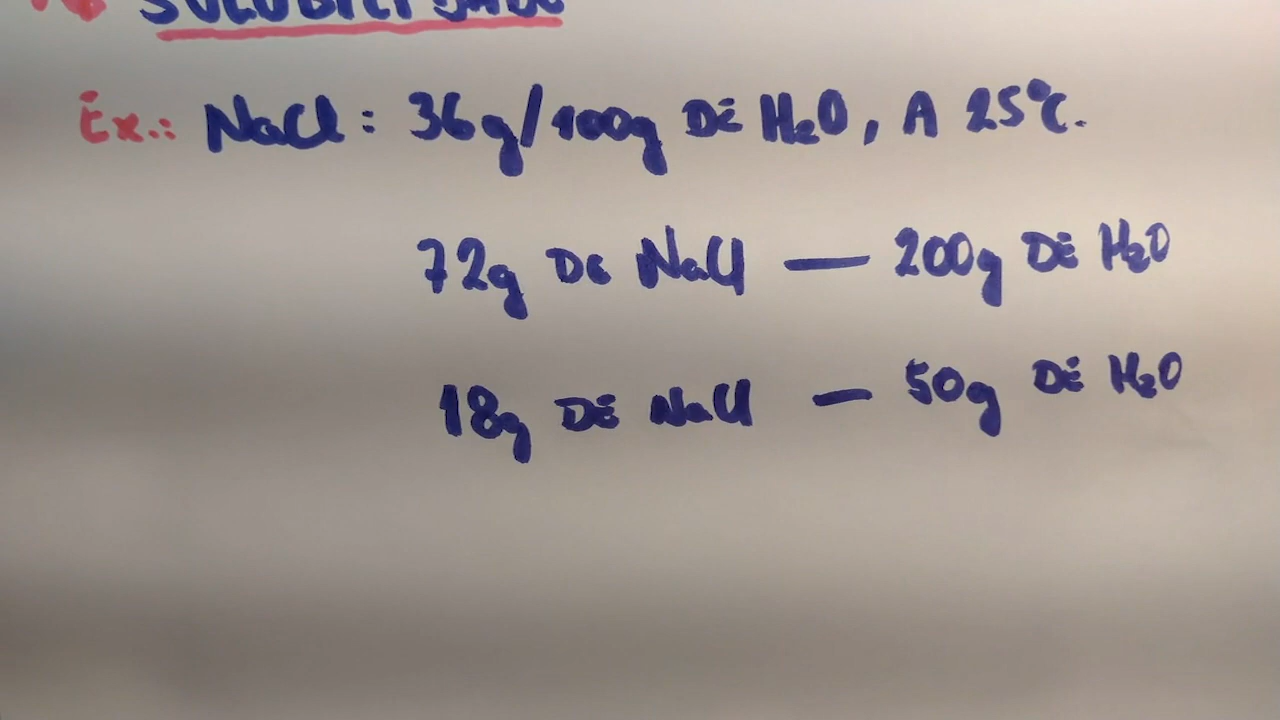 SOLUBILIDADE
Ex.: NaCl: 36g/100g DE H₂O, A 25°C.
72g DE NaCl — 200g DE H₂O
18g DE NaCl — 50g DE H₂O